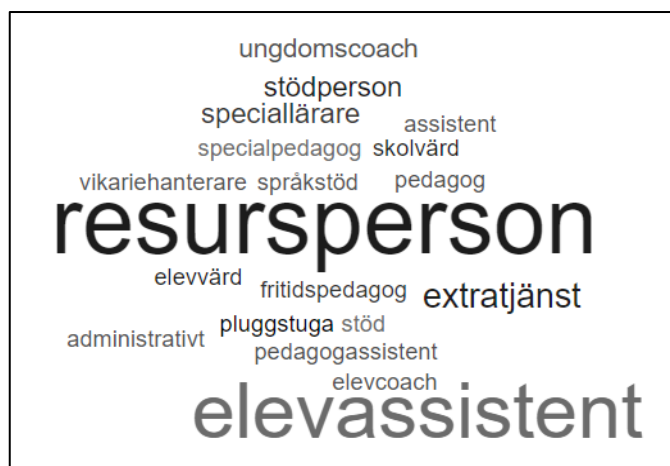 ungdomscoach
stödperson
speciallärare
assistent
specialpedagog skolvärd
vikariehanterare språkstöd pedagog
resursperson
elevvärd
fritidspedagog extratjänst
pluggstuga stöd
administrativt
pedagogassistent
elevcoach
elevassistent